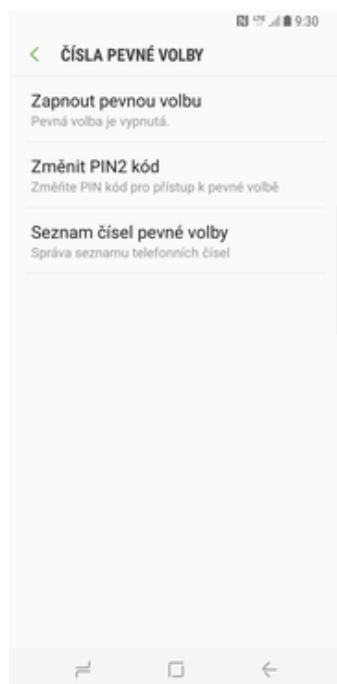 9:30
ČÍSLA PEVNÉ VOLBY
Zapnout pevnou volbu
Pevná volba je vypnutá.
Změnit PIN2 kód
Změňte PIN kód pro přístup k pevné volbě
Seznam čísel pevné volby
Správa seznamu telefonních čísel